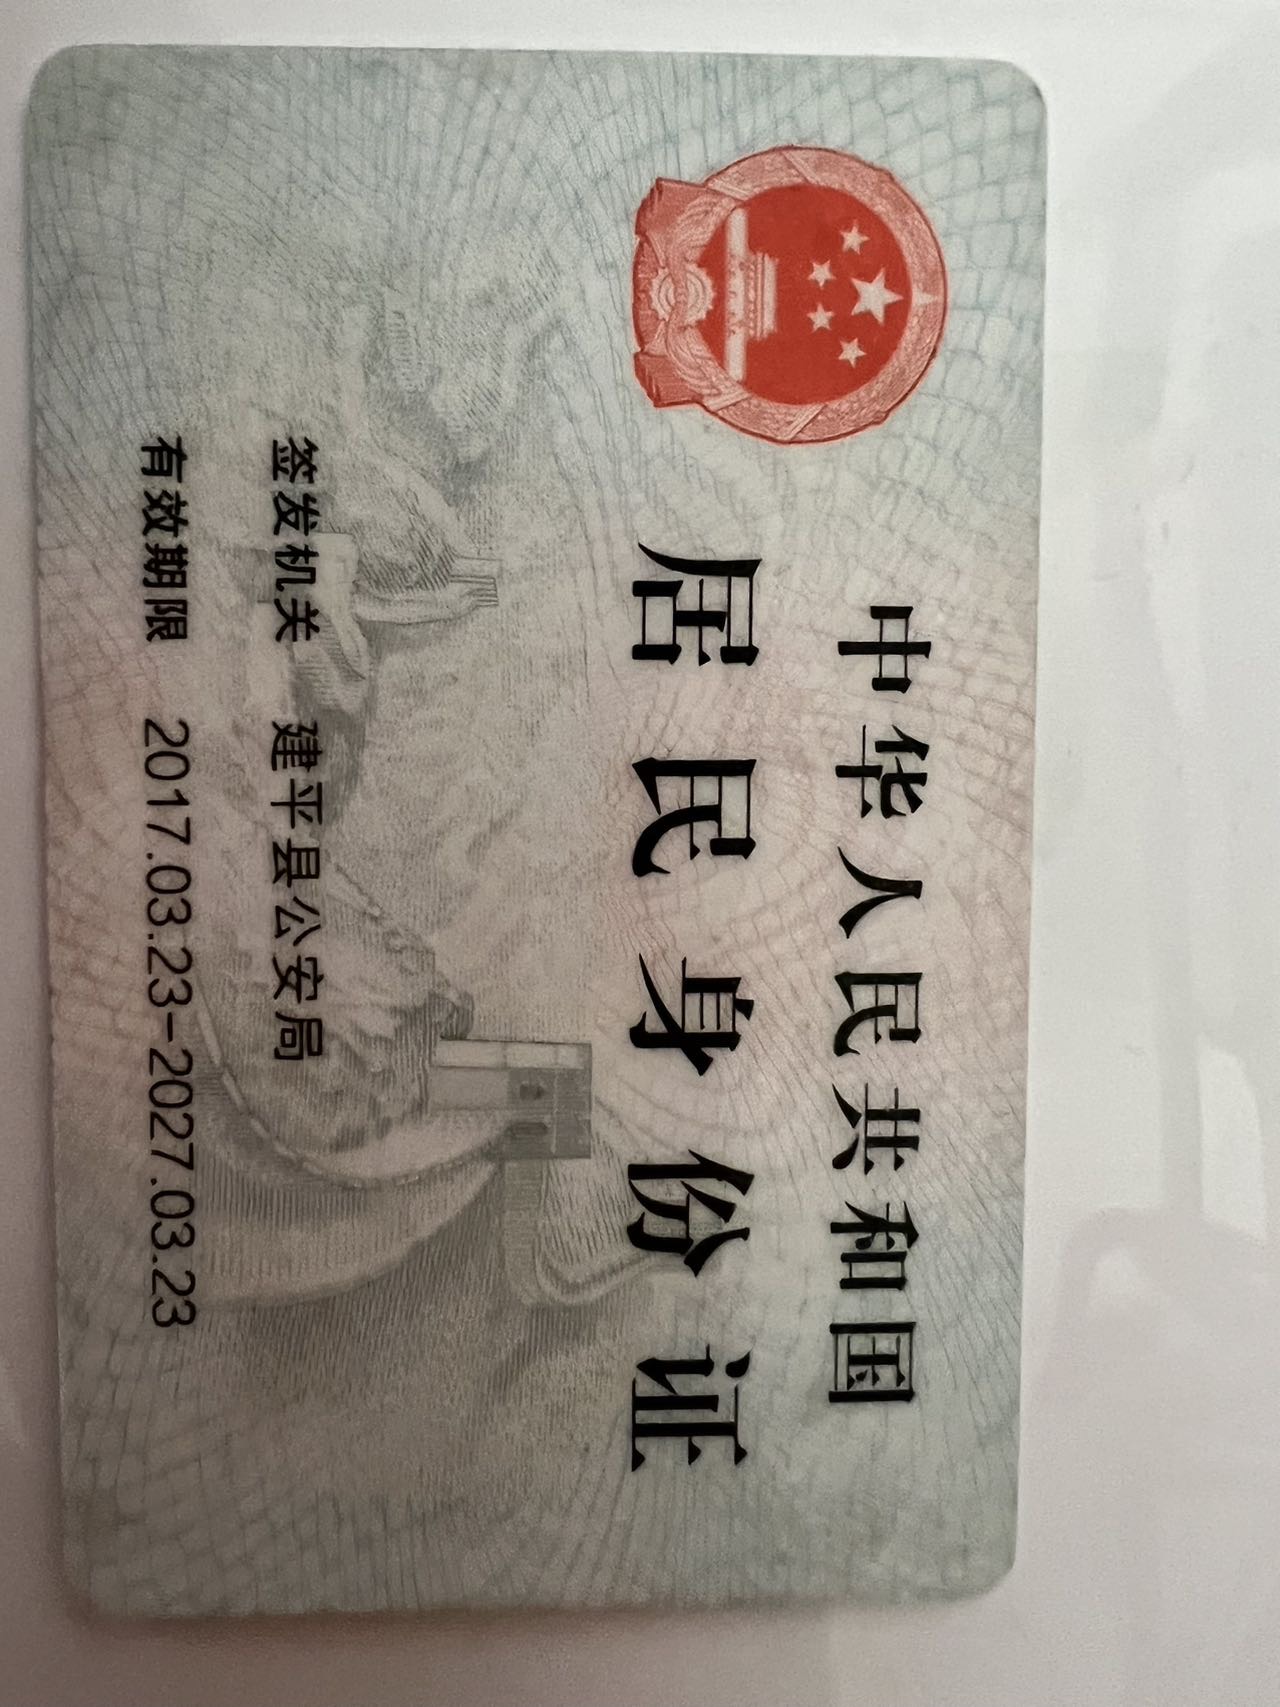 中华人民共和国
居民身份证
签发机关 建平县公安局
有效期限 2017.03.23-2027.03.23